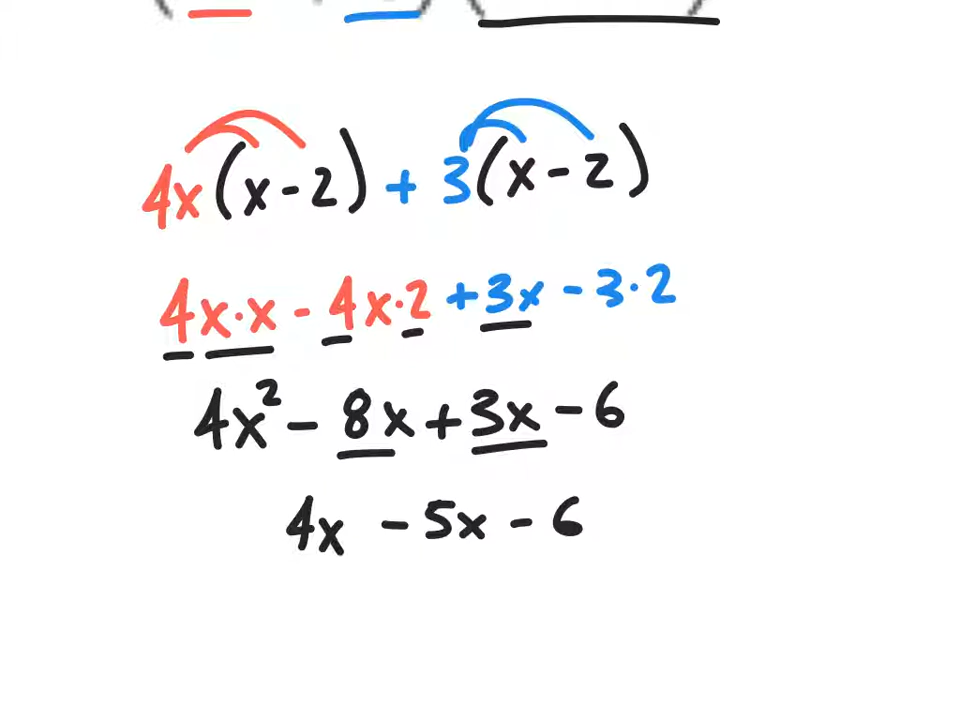 4x(x-2) + 3(x-2)
4x·x - 4x·2 + 3x - 3·2
4x² - 8x + 3x - 6
4x - 5x - 6